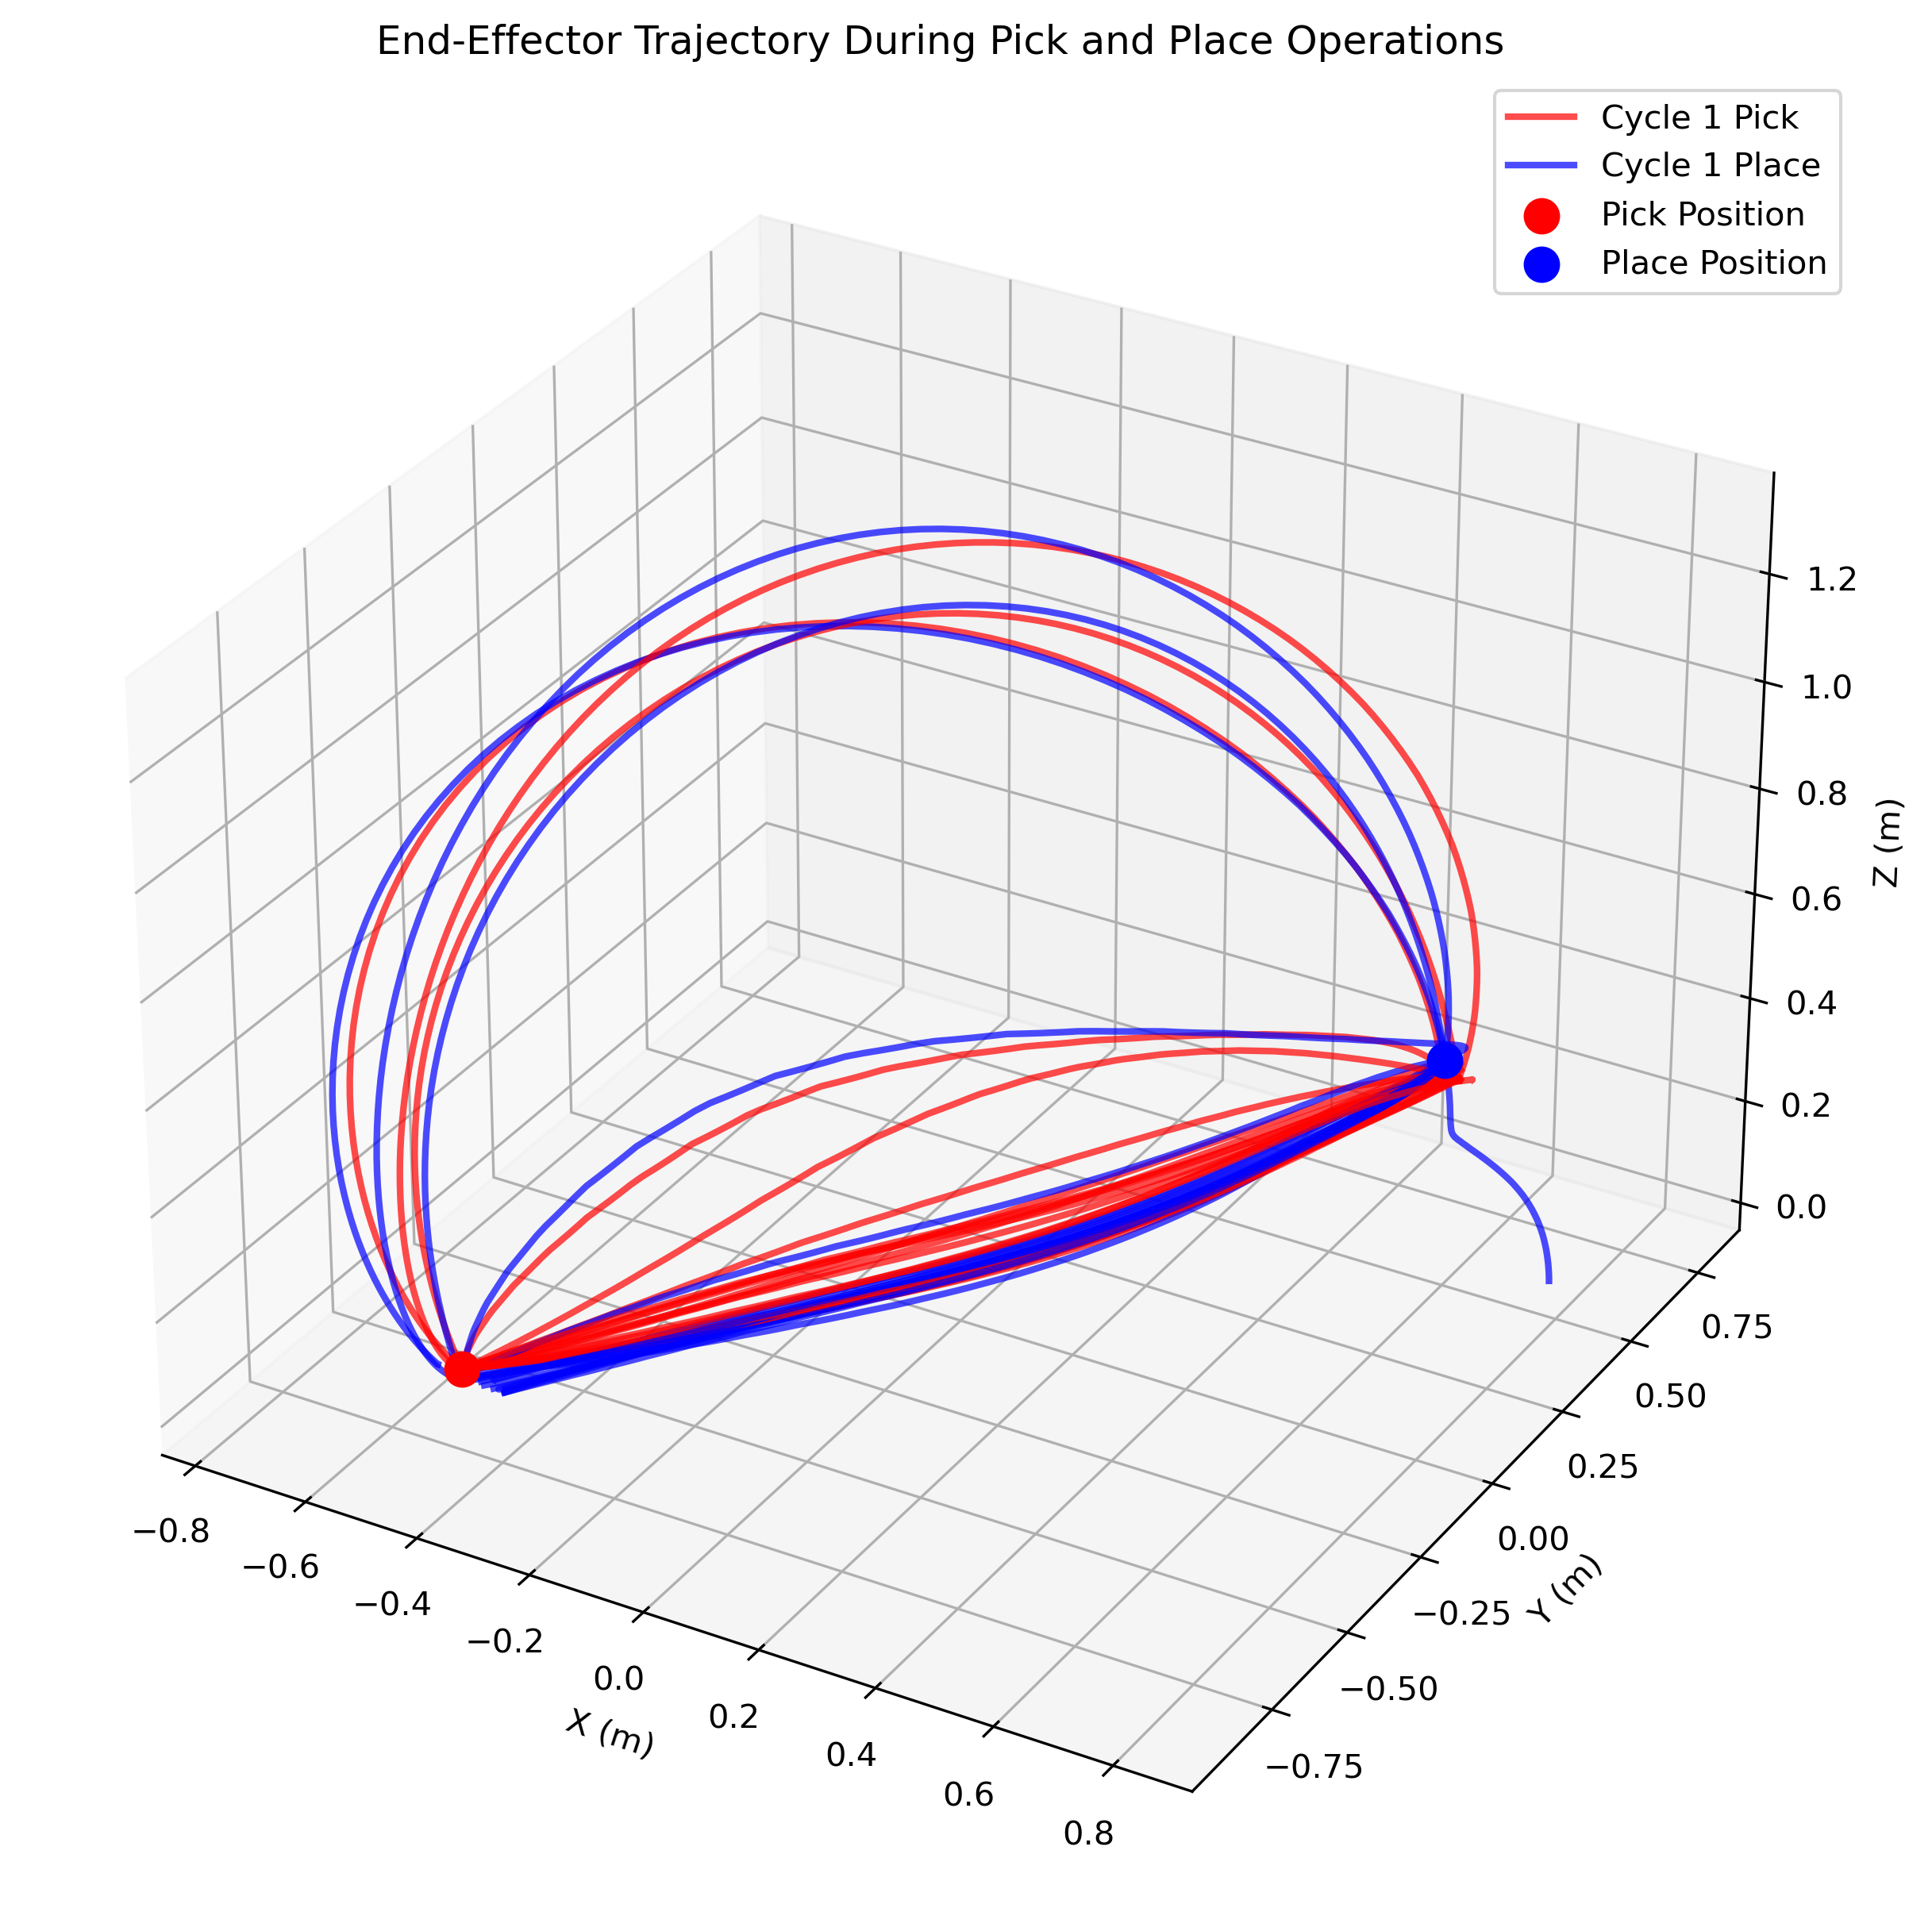 End-Effector Trajectory During Pick and Place Operations
Cycle 1 Pick
Cycle 1 Place
Pick Position
Place Position
1.2
1.0
0.8
0.6
0.4
0.2
0.0
Z (m)
0.75
0.50
0.25
0.00
−0.25
−0.50
−0.75
Y (m)
−0.8
−0.6
−0.4
−0.2
0.0
0.2
0.4
0.6
0.8
X (m)